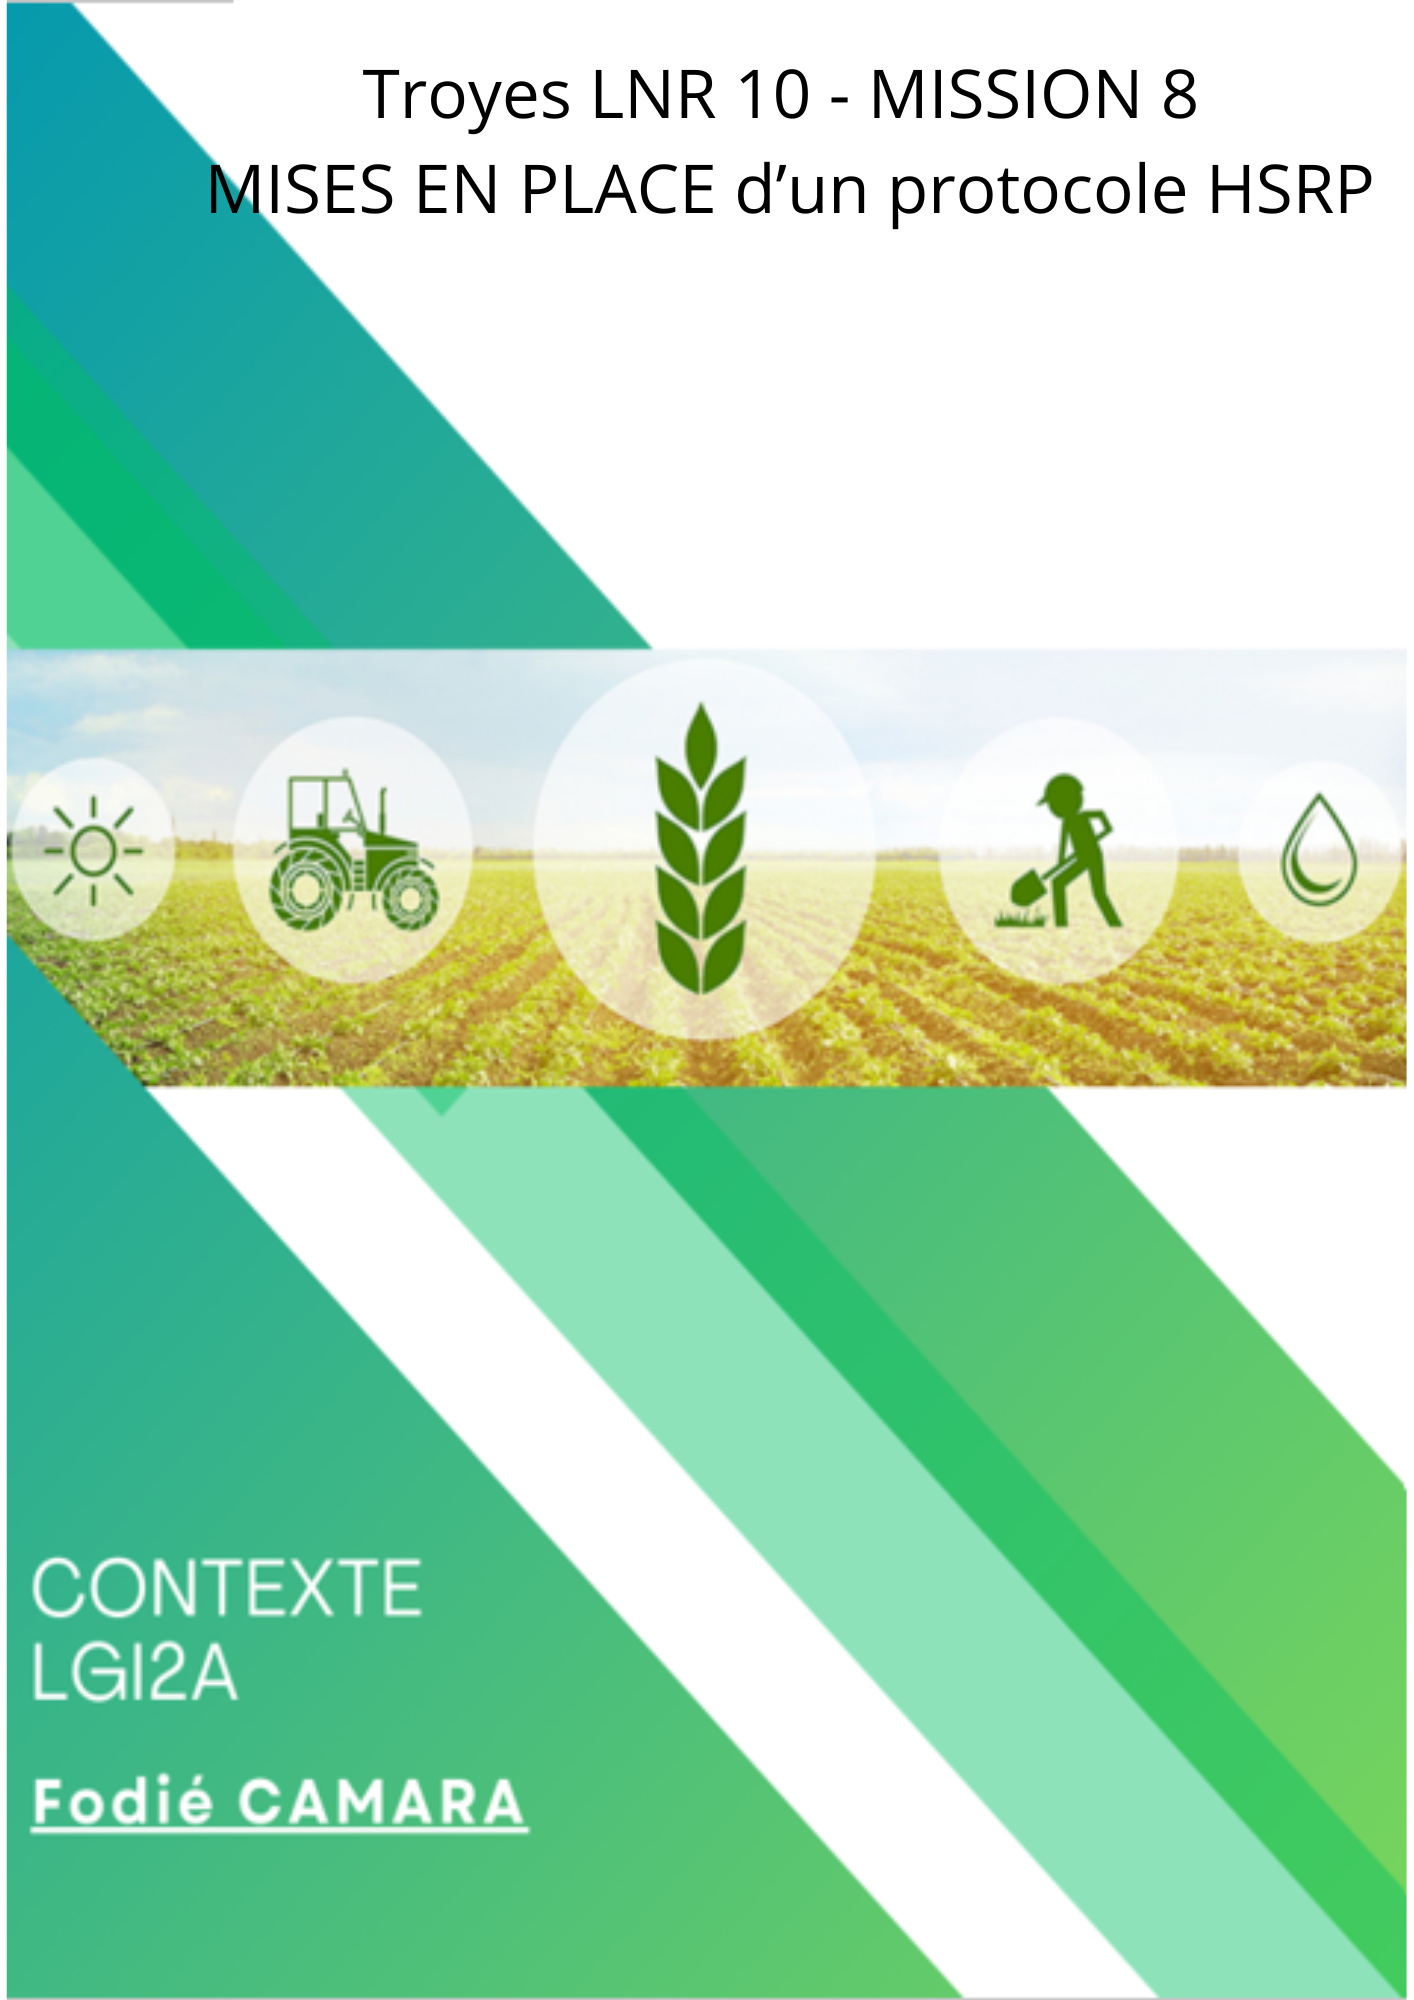 Troyes LNR 10 - MISSION 8
MISES EN PLACE d’un protocole HSRP
CONTEXTE
LGI2A
Fodié CAMARA